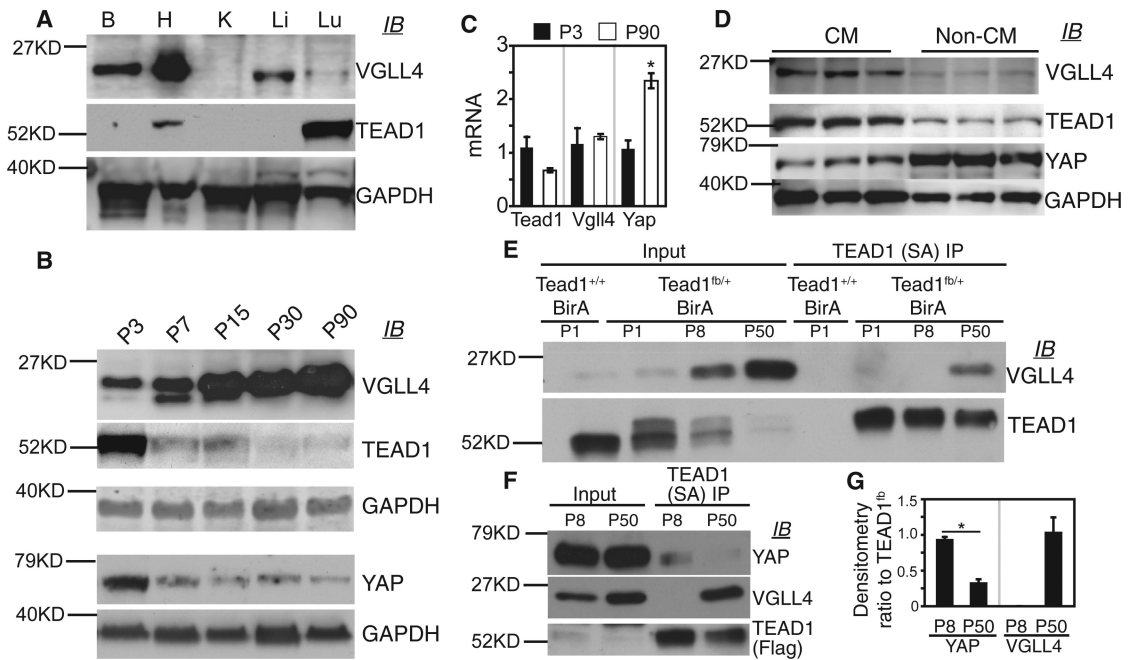 A
B H K Li Lu IB
27KD
VGLL4
52KD
TEAD1
40KD
GAPDH
B
P3 P7 P15 P30 P90 IB
27KD
VGLL4
52KD
TEAD1
40KD
GAPDH
79KD
YAP
40KD
GAPDH
C
P3 P90
mRNA
3
2
1
0
*
Tead1 Vgll4 Yap
D
CM Non-CM IB
27KD
VGLL4
52KD
TEAD1
79KD
YAP
40KD
GAPDH
E
Input TEAD1 (SA) IP
Tead1+/+ Tead1fb/+ Tead1+/+ Tead1fb/+
BirA BirA BirA BirA
P1 P1 P8 P50 P1 P1 P8 P50
IB
27KD
VGLL4
52KD
TEAD1
F
Input TEAD1
(SA) IP
P8 P50 P8 P50 IB
79KD
YAP
27KD
VGLL4
52KD
TEAD1
(Flag)
G
Densitometry
ratio to TEAD1fb
1.5
1.0
0.5
0
*
P8 P50 P8 P50
YAP VGLL4